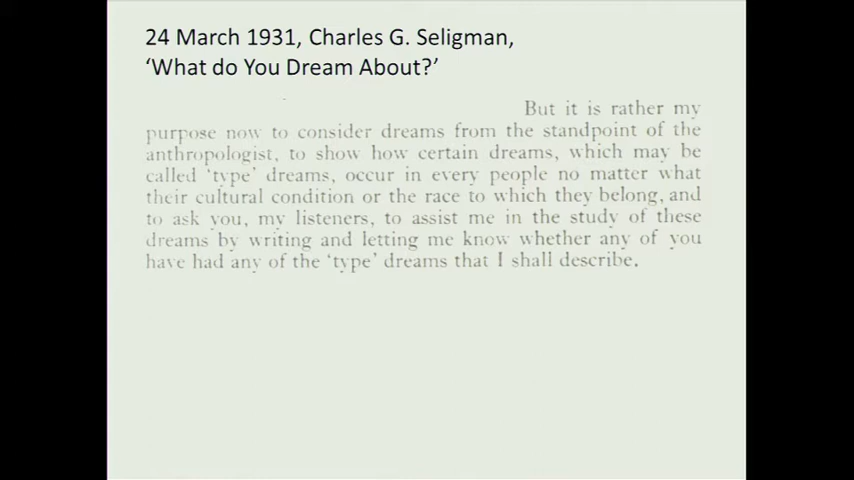 24 March 1931, Charles G. Seligman,
‘What do You Dream About?’
But it is rather my
purpose now to consider dreams from the standpoint of the
anthropologist, to show how certain dreams, which may be
called ‘type’ dreams, occur in every people no matter what
their cultural condition or the race to which they belong, and
to ask you, my listeners, to assist me in the study of these
dreams by writing and letting me know whether any of you
have had any of the ‘type’ dreams that I shall describe.